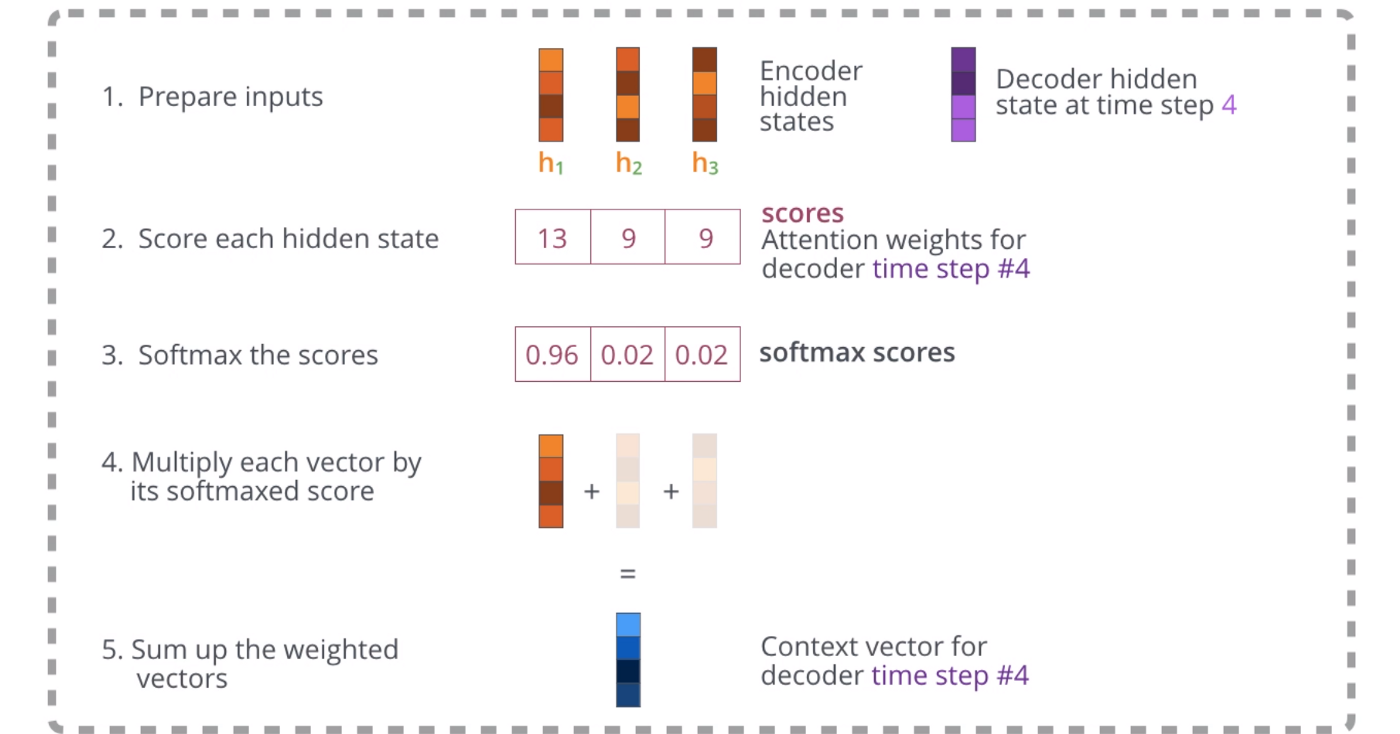 1. Prepare inputs
Encoder
hidden
states
Decoder hidden
state at time step 4
h1
h2
h3
2. Score each hidden state
13
9
9
scores
Attention weights for
decoder time step #4
3. Softmax the scores
0.96
0.02
0.02
softmax scores
4. Multiply each vector by
its softmaxed score
+
+
=
5. Sum up the weighted
vectors
Context vector for
decoder time step #4